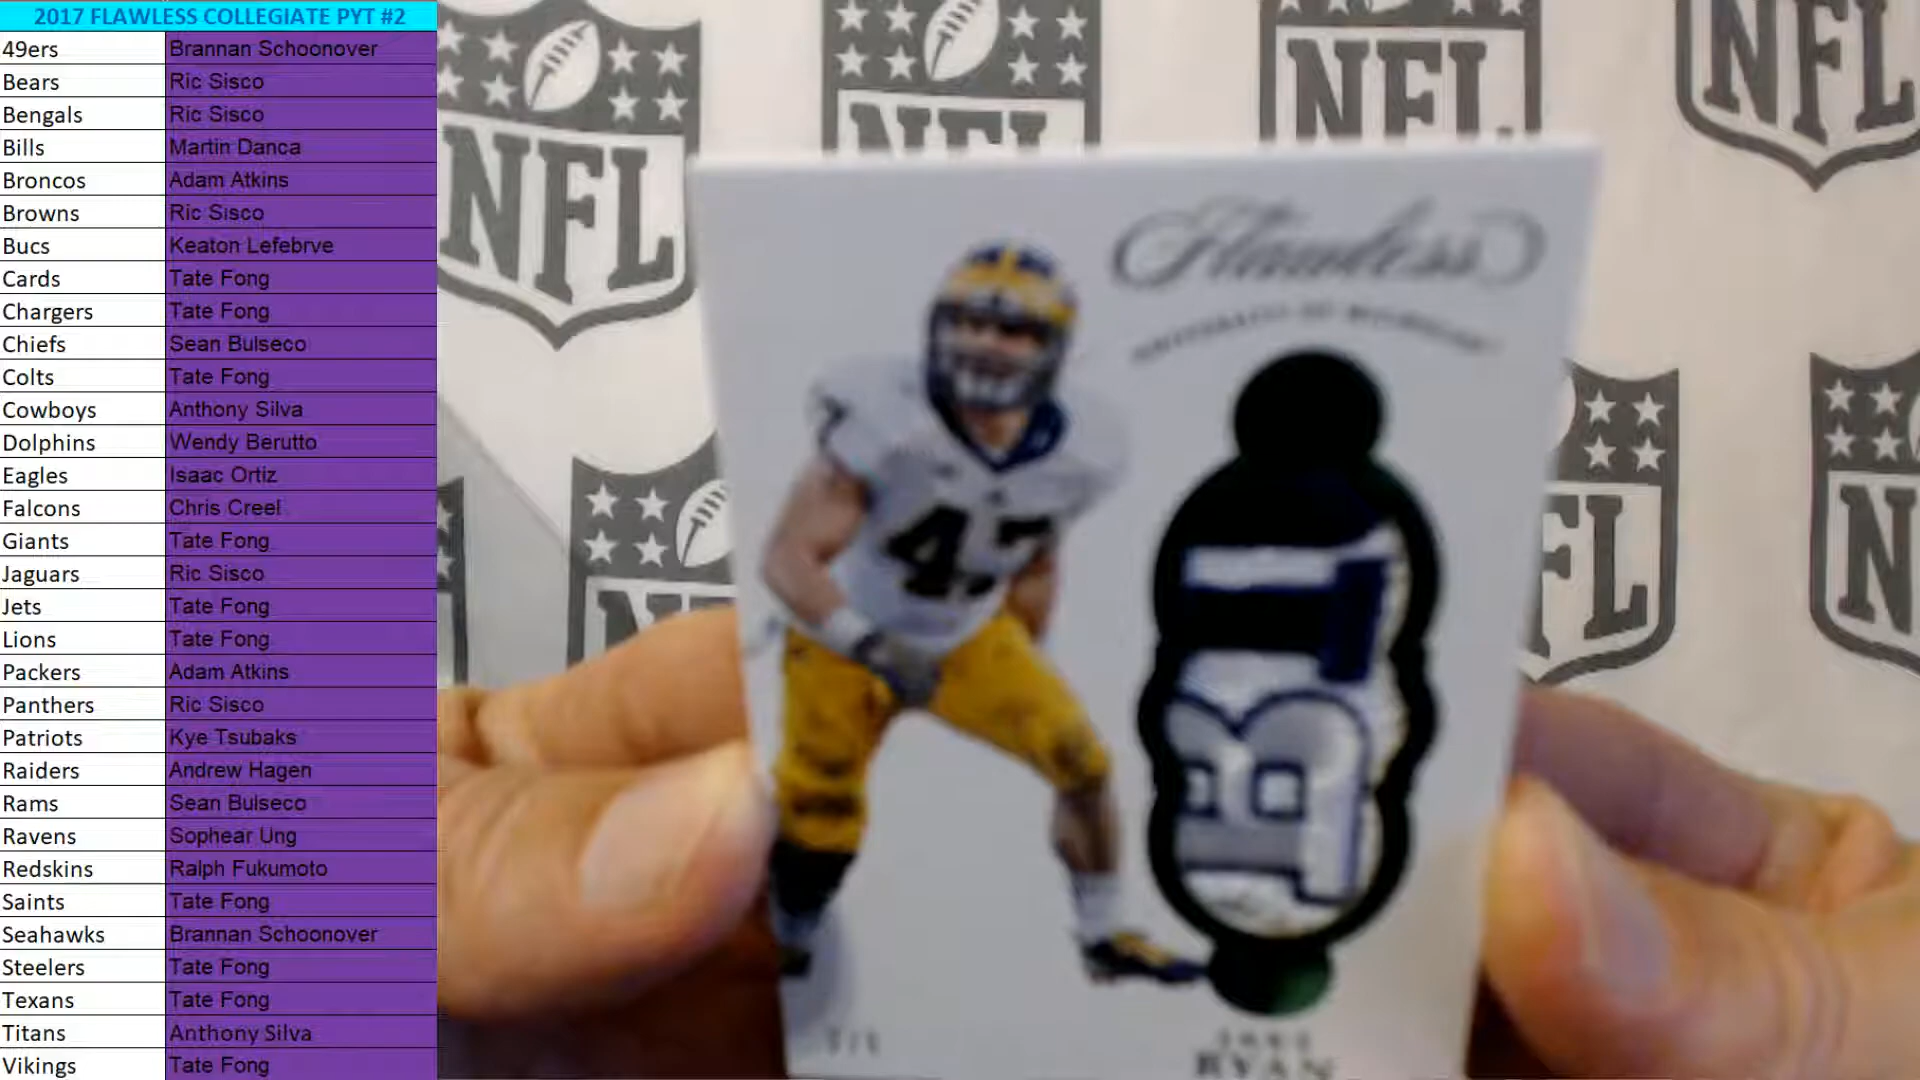 2017 FLAWLESS COLLEGIATE PYT #2
49ers Brannan Schoonover
Bears Ric Sisco
Bengals Ric Sisco
Bills Martin Danca
Broncos Adam Atkins
Browns Ric Sisco
Bucs Keaton Lefebrve
Cards Tate Fong
Chargers Tate Fong
Chiefs Sean Bulseco
Colts Tate Fong
Cowboys Anthony Silva
Dolphins Wendy Berutto
Eagles Isaac Ortiz
Falcons Chris Creel
Giants Tate Fong
Jaguars Ric Sisco
Jets Tate Fong
Lions Tate Fong
Packers Adam Atkins
Panthers Ric Sisco
Patriots Kye Tsubaks
Raiders Andrew Hagen
Rams Sean Bulseco
Ravens Sophear Ung
Redskins Ralph Fukumoto
Saints Tate Fong
Seahawks Brannan Schoonover
Steelers Tate Fong
Texans Tate Fong
Titans Anthony Silva
Vikings Tate Fong
NFL
NFL
NFL
NFL
NFL
Flawless
UNIVERSITY OF MICHIGAN
47
RYAN